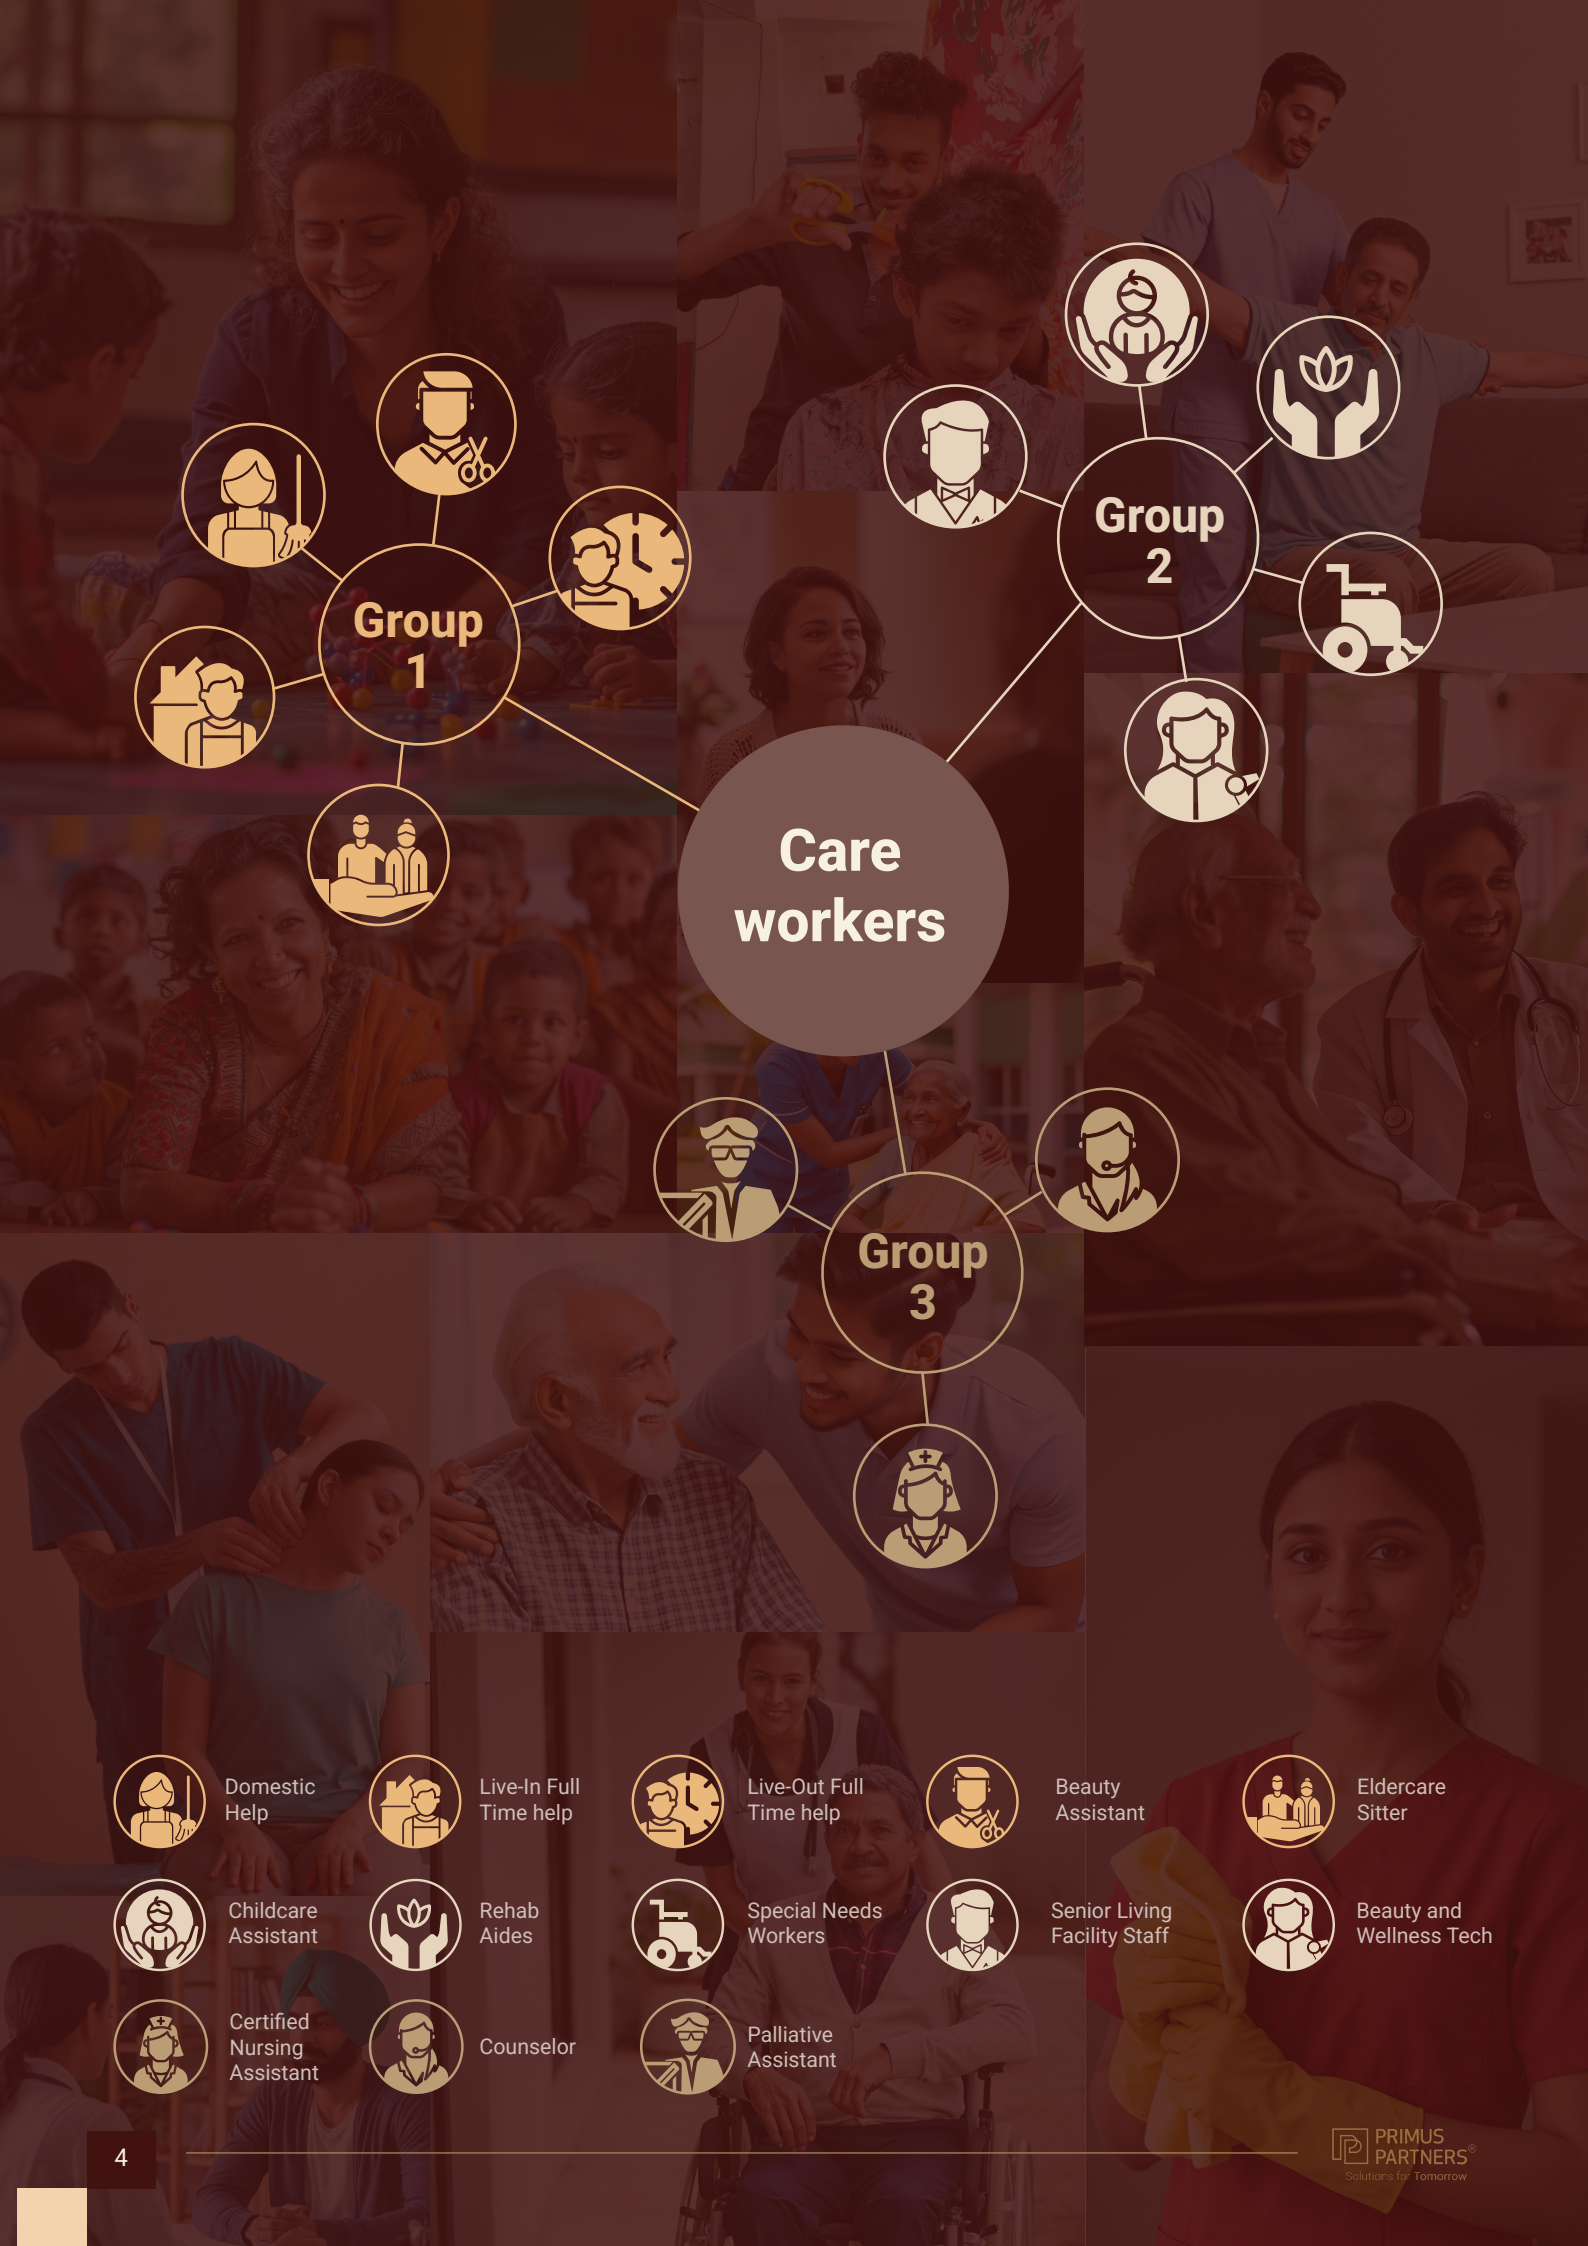 Group
1
Group
2
Care
workers
Group
3
Domestic
Help
Live-In Full
Time help
Live-Out Full
Time help
Beauty
Assistant
Eldercare
Sitter
Childcare
Assistant
Rehab
Aides
Special Needs
Workers
Senior Living
Facility Staff
Beauty and
Wellness Tech
Certified
Nursing
Assistant
Counselor
Palliative
Assistant
4
PRIMUS
PARTNERS®
Solutions for Tomorrow